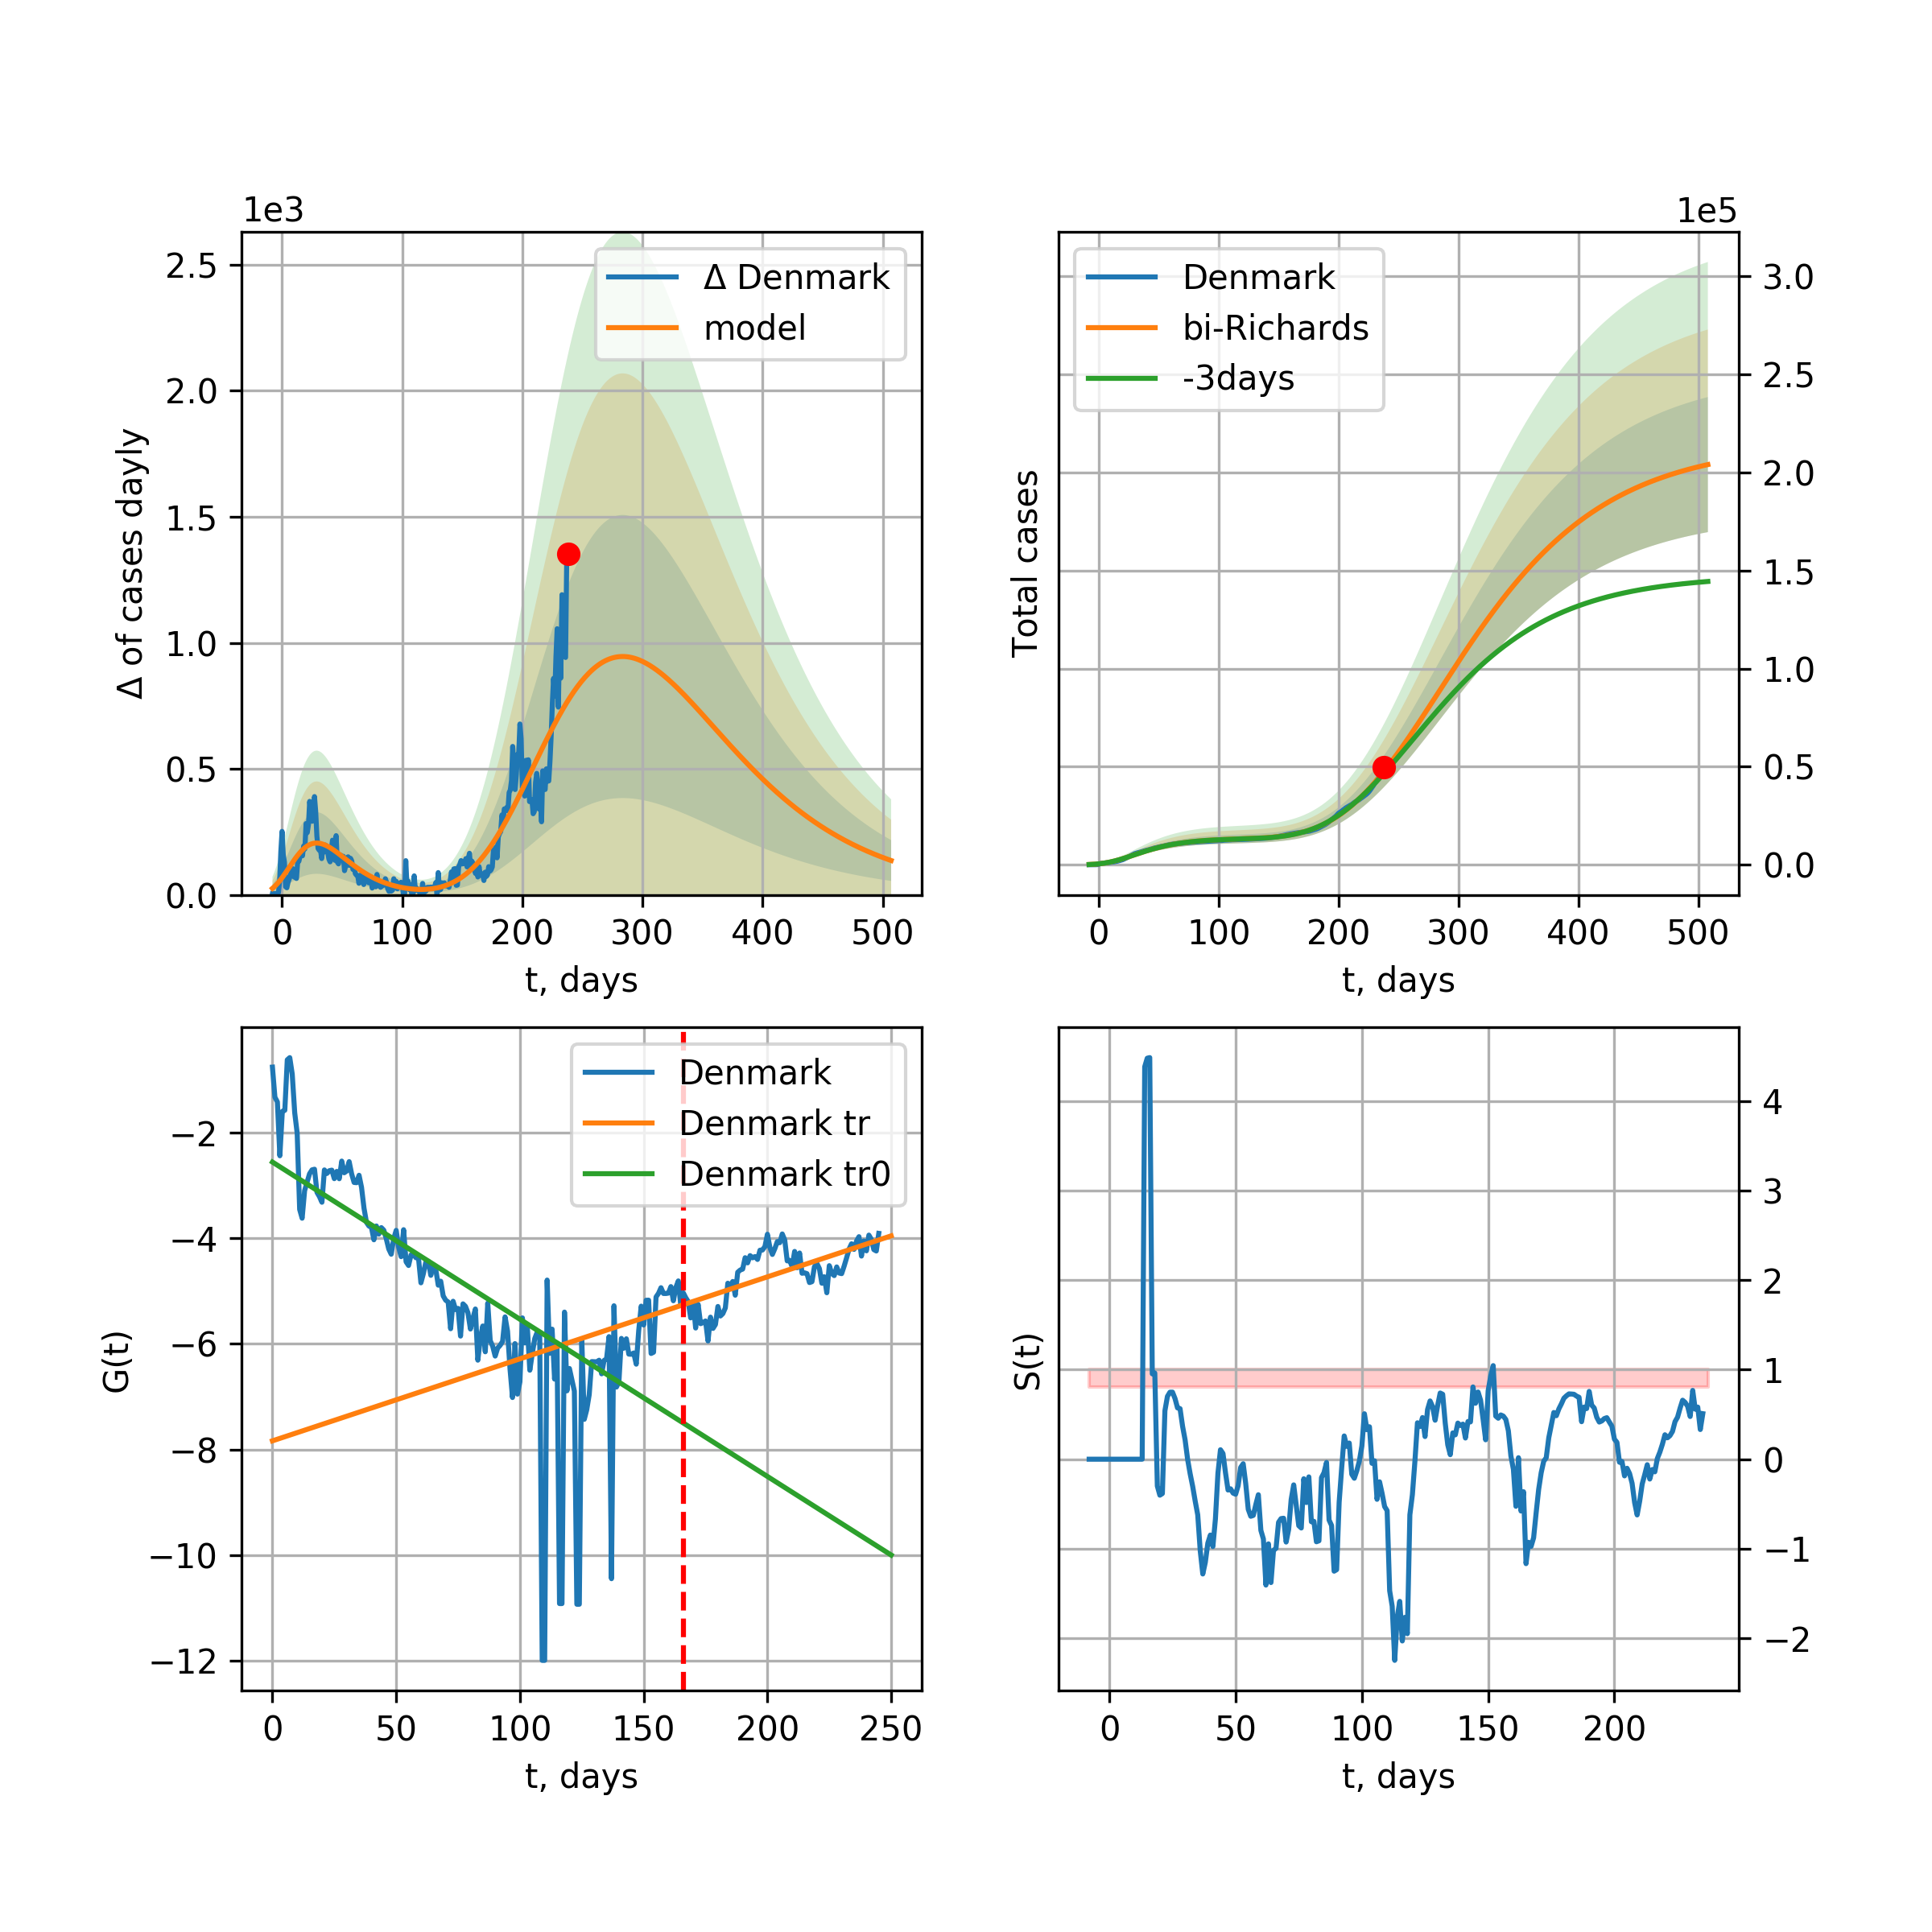 1e3
2.5
2.0
1.5
1.0
0.5
0.0
Δ of cases dayly
Δ Denmark
model
0 100 200 300 400 500
t, days
1e5
Denmark
bi-Richards
-3days
Total cases
3.0
2.5
2.0
1.5
1.0
0.5
0.0
0 100 200 300 400 500
t, days
Denmark
Denmark tr
Denmark tr0
G(t)
−2
−4
−6
−8
−10
−12
0 50 100 150 200 250
t, days
S(t)
4
3
2
1
0
−1
−2
0 50 100 150 200
t, days